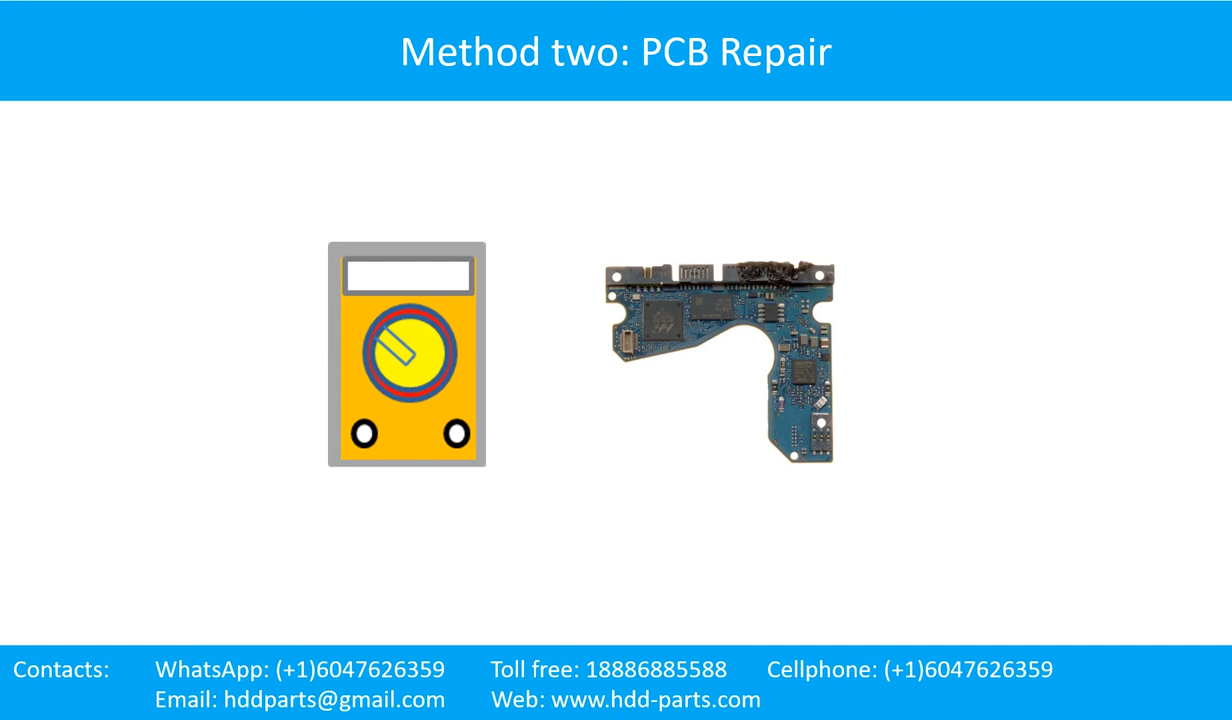 Method two: PCB Repair
Contacts: WhatsApp: (+1)6047626359 Toll free: 18886885588 Cellphone: (+1)6047626359
Email: hddparts@gmail.com Web: www.hdd-parts.com